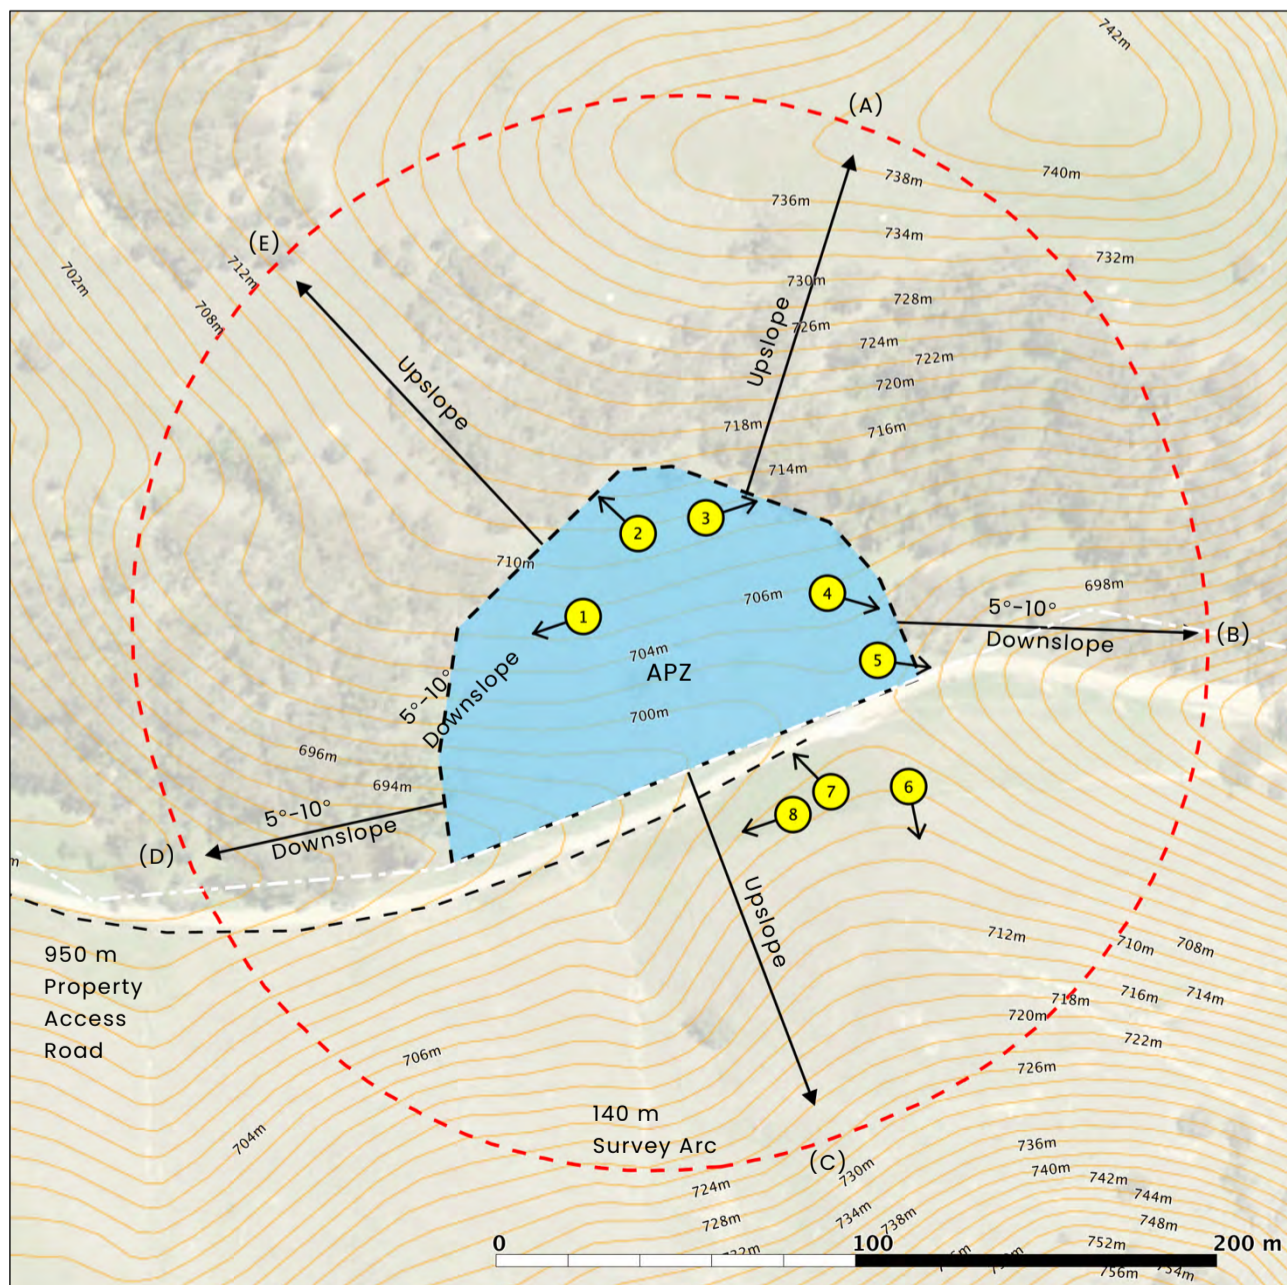 742m
(A)
738m
740m
736m
734m
(E)
732m
712m
702m
730m
728m
708m
726m
Upslope
724m
722m
720m
Upslope
718m
716m
714m
2
3
710m
698m
4
706m
5°-10°
Downslope
(B)
1
704m
5
APZ
5°-10°
Downslope
700m
696m
694m
7
6
8
5°-10°
Downslope
(D)
m
Upslope
712m
710m
708m
950 m
Property
Access
Road
718m
716m
714m
720m
722m
706m
726m
140 m
Survey Arc
704m
(C)
736m
730m
740m
742m
744m
724m
734m
738m
748m
728m
752m
0
100
200 m
756m
754m